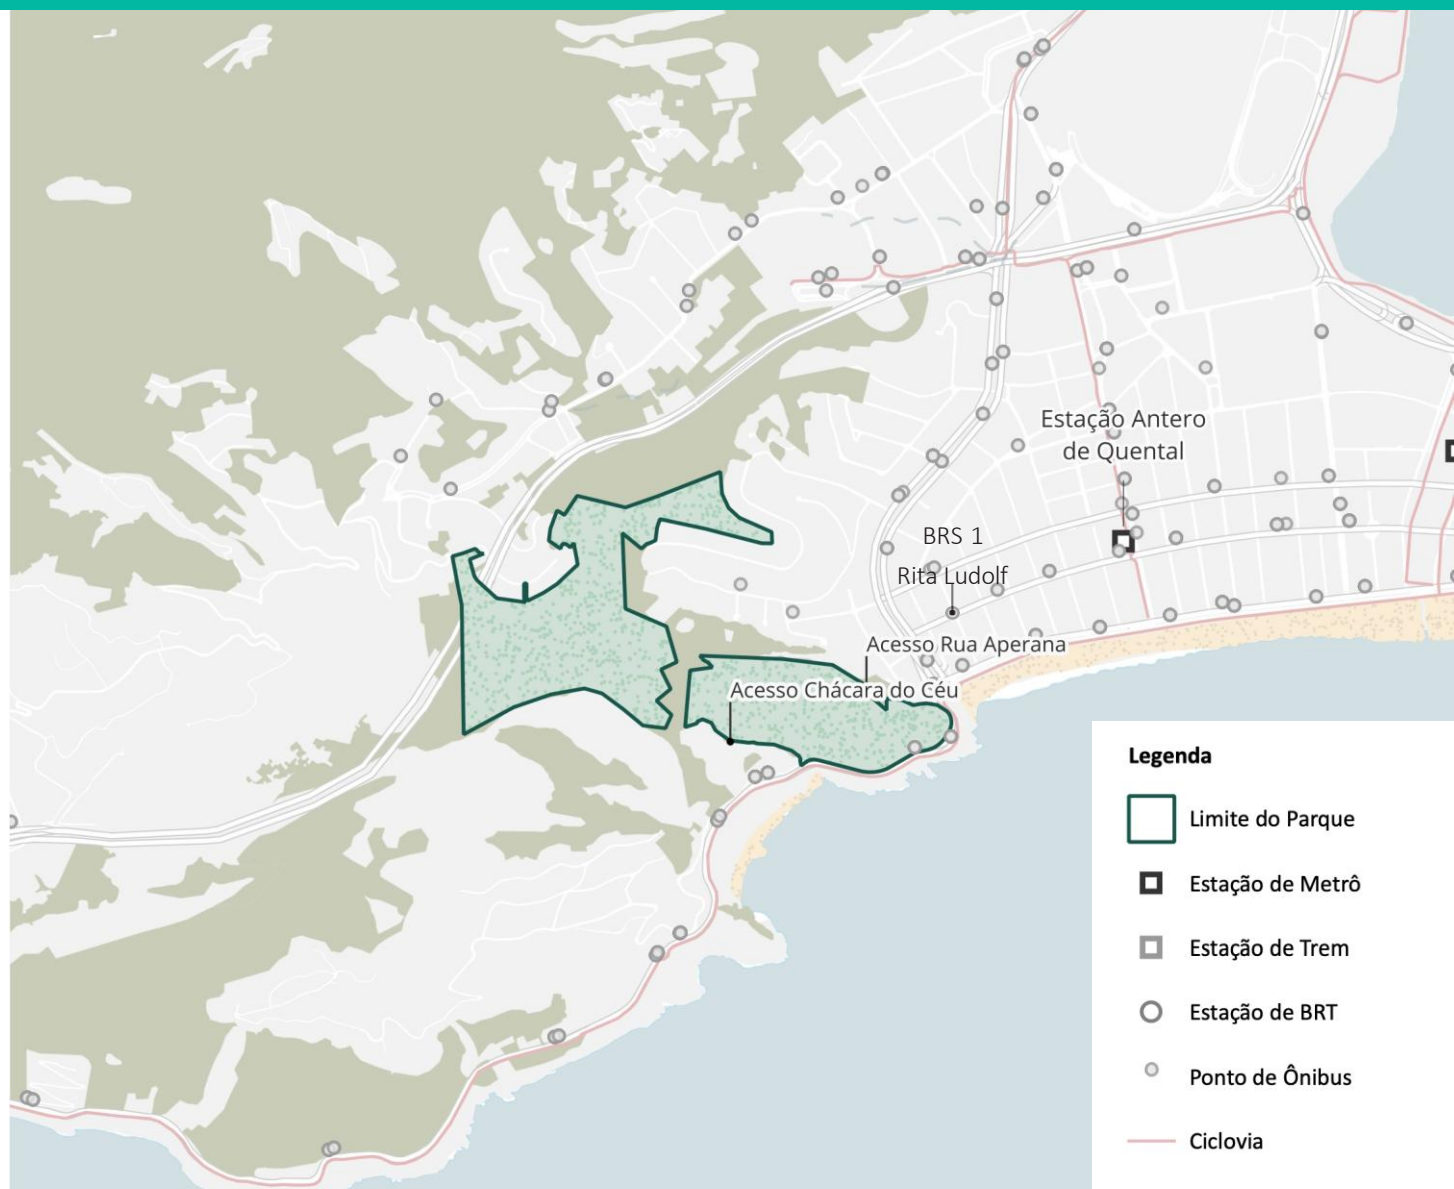 Estação Antero
de Quental
BRS 1
Rita Ludolf
Acesso Rua Aperana
Acesso Chácara do Céu
Legenda
Limite do Parque
Estação de Metrô
Estação de Trem
Estação de BRT
Ponto de Ônibus
Ciclovia